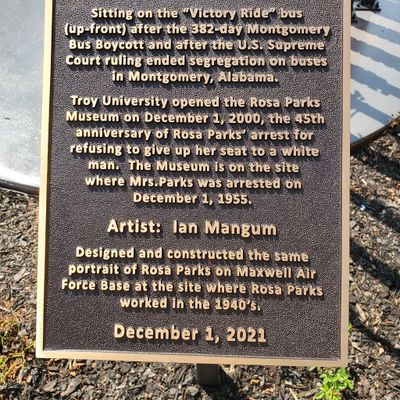 Sitting on the “Victory Ride” bus
(up-front) after the 382-day Montgomery
Bus Boycott and after the U.S. Supreme
Court ruling ended segregation on buses
in Montgomery, Alabama.
Troy University opened the Rosa Parks
Museum on December 1, 2000, the 45th
anniversary of Rosa Parks’ arrest for
refusing to give up her seat to a white
man. The Museum is on the site
where Mrs.Parks was arrested on
December 1, 1955.
Artist: Ian Mangum
Designed and constructed the same
portrait of Rosa Parks on Maxwell Air
Force Base at the site where Rosa Parks
worked in the 1940’s.
December 1, 2021